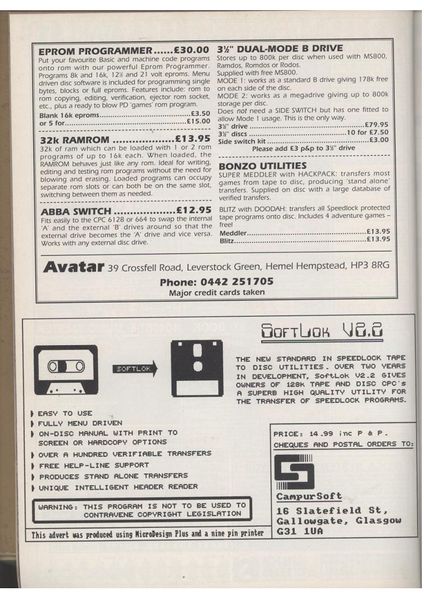 EPROM PROGRAMMER......£30.00
Put your favourite Basic and machine code programs
onto rom with our powerful Eprom Programmer.
Programs 8k and 16k, 12½ and 21 volt eproms. Menu
driven disc software is included for programming single
bytes, blocks or full eproms. Features include: rom to
rom copying, editing, verification, ejector rom socket,
etc., plus a ready to blow PD 'games' rom program.
Blank 16k eproms..............................£3.50
or 5 for..............................£15.00
32k RAMROM ..................£13.95
32k of ram which can be loaded with 1 or 2 rom
programs of up to 16k each. When loaded, the
RAMROM behaves just like any rom. Ideal for writing,
editing and testing rom programs without the need for
blowing and erasing. Loaded programs can occupy
separate rom slots or can both be on the same slot,
switching between them as needed.
ABBA SWITCH ................£12.95
Fits easily to the CPC 6128 or 664 to swap the internal
'A' and the external 'B' drives around so that the
external drive becomes the 'A' drive and vice versa.
Works with any external disc drive.
3½" DUAL-MODE B DRIVE
Stores up to 800k per disc when used with MS800,
Ramdos, Romdos or Rodos.
Supplied with free MS800.
MODE 1: works as a standard B drive giving 178k free
on each side of the disc.
MODE 2: works as a megadrive giving up to 800k
storage per disc.
Does not need a SIDE SWITCH but has one fitted to
allow Mode 1 usage. This is the only way.
3½" drive ..............................£79.95
3½" discs ..............................10 for £7.50
Side switch kit ..............................£3.00
Please add £3 p&p to 3½" drive
BONZO UTILITIES
SUPER MEDDLER with HACKPACK: transfers most
games from tape to disc, producing 'stand alone'
transfers. Supplied on disc with a large database of
verified transfers.
BLITZ with DOODAH: transfers all Speedlock protected
tape programs onto disc. Includes 4 adventure games –
free!
Meddler..............................£13.95
Blitz..............................£13.95
Avatar 39 Crossfell Road, Leverstock Green, Hemel Hempstead, HP3 8RG
Phone: 0442 251705
Major credit cards taken
SoftLok V2.2
SOFTLOK
THE NEW STANDARD IN SPEEDLOCK TAPE
TO DISC UTILITIES. OVER TWO YEARS
IN DEVELOPMENT, SoftLok V2.2 GIVES
OWNERS OF 128K TAPE AND DISC CPC's
A SUPERB HIGH QUALITY UTILITY FOR
THE TRANSFER OF SPEEDLOCK PROGRAMS.
EASY TO USE
FULLY MENU DRIVEN
ON-DISC MANUAL WITH PRINT TO
SCREEN OR HARDCOPY OPTIONS
OVER A HUNDRED VERIFIABLE TRANSFERS
FREE HELP-LINE SUPPORT
PRODUCES STAND ALONE TRANSFERS
UNIQUE INTELLIGENT HEADER READER
WARNING: THIS PROGRAM IS NOT TO BE USED TO
CONTRAVENE COPYRIGHT LEGISLATION
This advert was produced using MicroDesign Plus and a nine pin printer
PRICE: 14.99 inc P & P.
CHEQUES AND POSTAL ORDERS TO:
CampurSoft
16 Slatefield St,
Gallowgate, Glasgow
G31 1UA